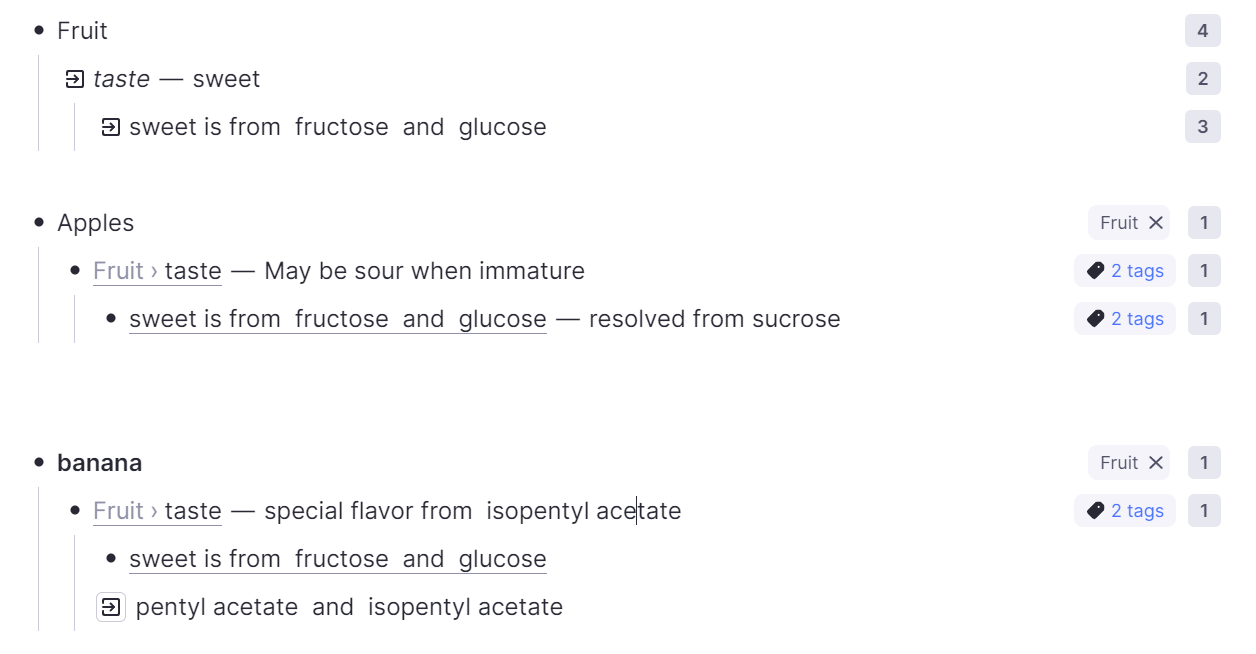 Fruit 4
taste — sweet 2
sweet is from fructose and glucose 3
Apples Fruit 1
Fruit › taste — May be sour when immature 2 tags 1
sweet is from fructose and glucose — resolved from sucrose 2 tags 1
banana Fruit 1
Fruit › taste — special flavor from isopentyl acetate 2 tags 1
sweet is from fructose and glucose
pentyl acetate and isopentyl acetate